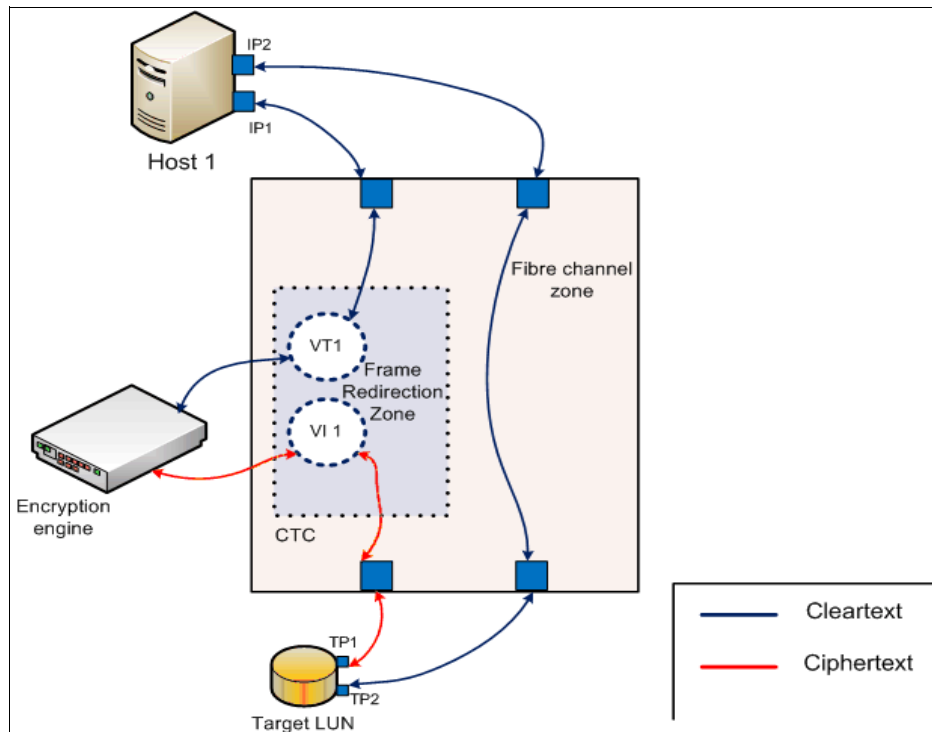 IP2
IP1
Host 1
Fibre channel
zone
VT1
Frame
Redirection
Zone
VI 1
Encryption
engine
CTC
TP1
TP2
Target LUN
Cleartext
Ciphertext